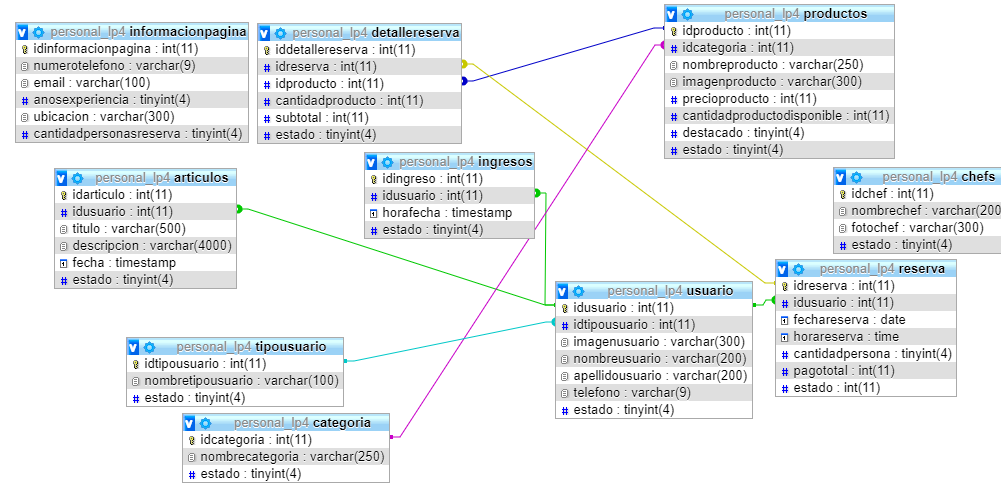 personal_lp4 informacionpagina
idinformacionpagina : int(11)
numerotelefono : varchar(9)
email : varchar(100)
anosexperiencia : tinyint(4)
ubicacion : varchar(300)
cantidadpersonasreserva : tinyint(4)
personal_lp4 detallereserva
iddetallereserva : int(11)
idreserva : int(11)
idproducto : int(11)
cantidadproducto : int(11)
subtotal : int(11)
estado : tinyint(4)
personal_lp4 productos
idproducto : int(11)
idcategoria : int(11)
nombreproducto : varchar(250)
imagenproducto : varchar(300)
precioproducto : int(11)
cantidadproductodisponible : int(11)
destacado : tinyint(4)
estado : tinyint(4)
personal_lp4 articulos
idarticulo : int(11)
idusuario : int(11)
titulo : varchar(500)
descripcion : varchar(4000)
fecha : timestamp
estado : tinyint(4)
personal_lp4 ingresos
idingreso : int(11)
idusuario : int(11)
horafecha : timestamp
estado : tinyint(4)
personal_lp4 chefs
idchef : int(11)
nombrechef : varchar(200
fotochef : varchar(300)
estado : tinyint(4)
personal_lp4 reserva
idreserva : int(11)
idusuario : int(11)
fechareserva : date
horareserva : time
cantidadpersona : tinyint(4)
pagototal : int(11)
estado : int(11)
personal_lp4 usuario
idusuario : int(11)
idtipousuario : int(11)
imagenusuario : varchar(300)
nombreusuario : varchar(200)
apellidousuario : varchar(200)
telefono : varchar(9)
estado : tinyint(4)
personal_lp4 tipousuario
idtipousuario : int(11)
nombretipousuario : varchar(100)
estado : tinyint(4)
personal_lp4 categoria
idcategoria : int(11)
nombrecategoria : varchar(250)
estado : tinyint(4)